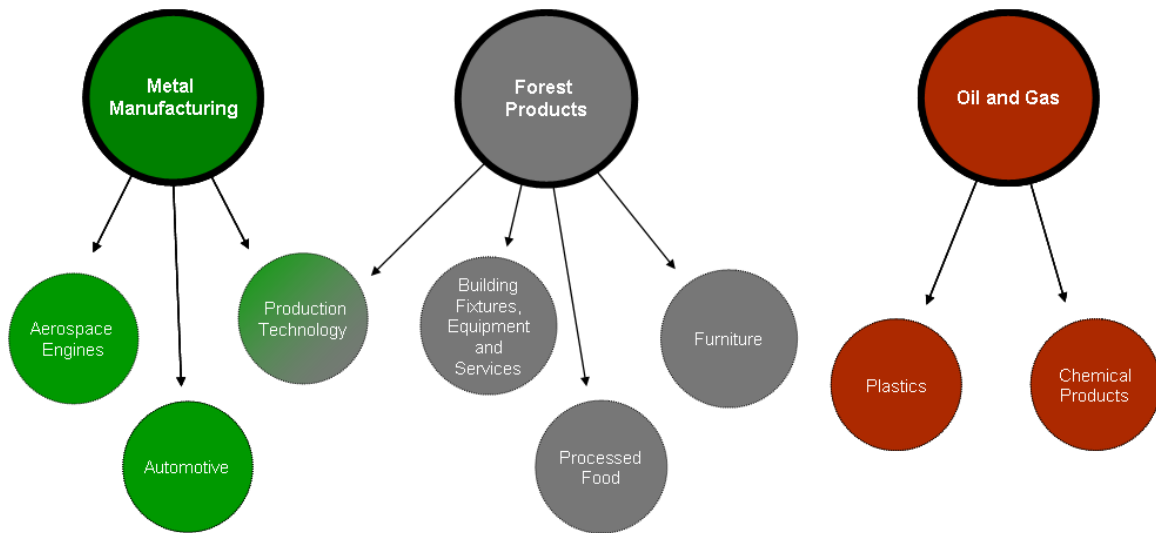 Metal
Manufacturing
Forest
Products
Oil and Gas
Aerospace
Engines
Production
Technology
Building
Fixtures,
Equipment
and
Services
Furniture
Plastics
Chemical
Products
Automotive
Processed
Food